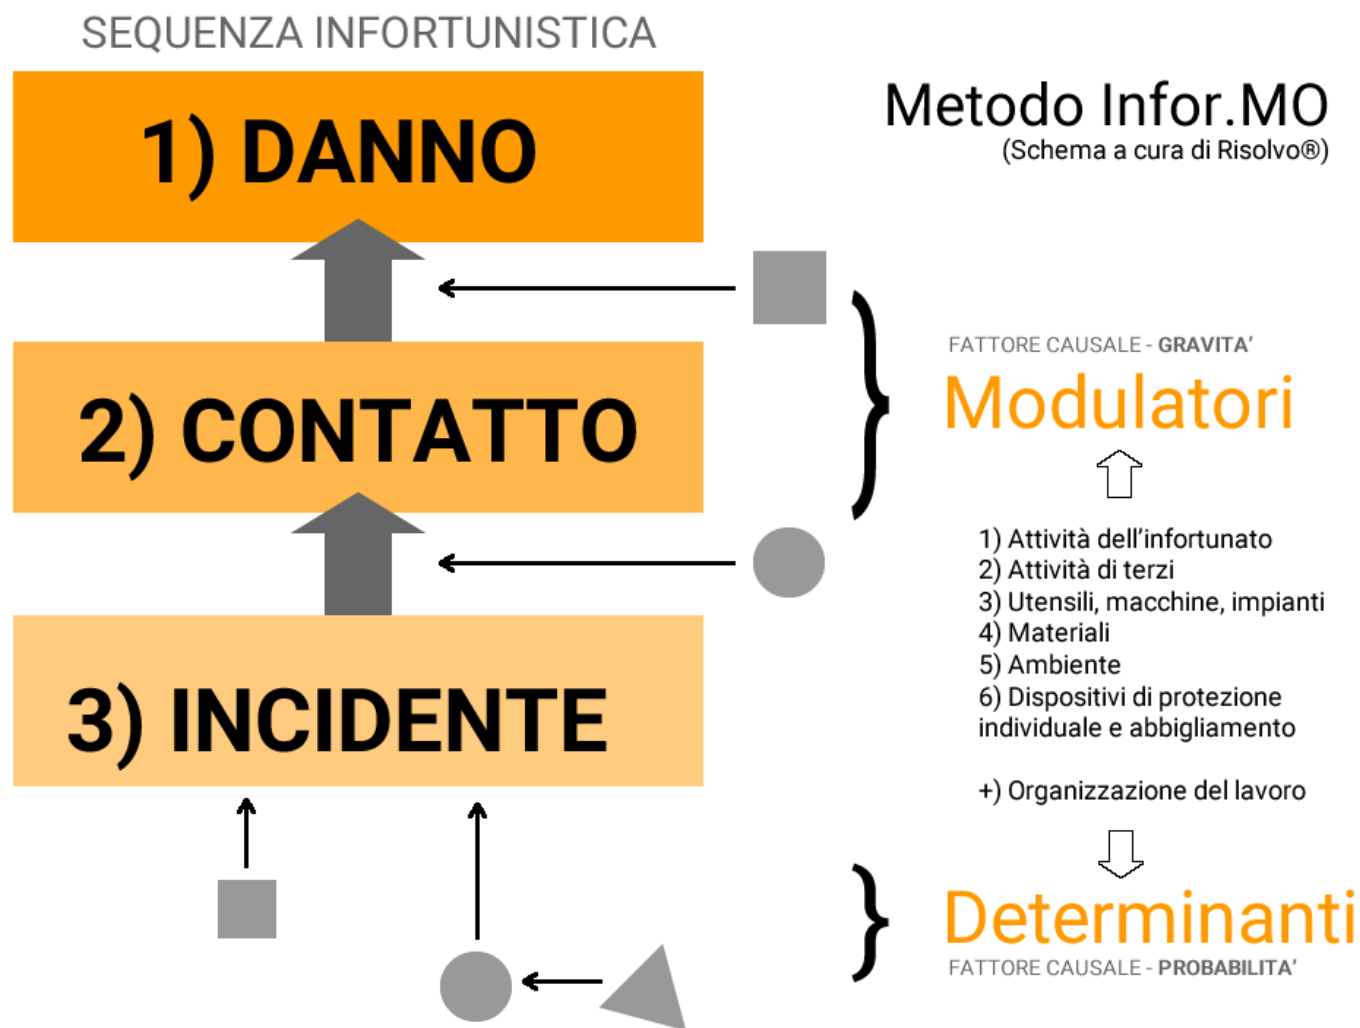 SEQUENZA INFORTUNISTICA
1) DANNO
2) CONTATTO
3) INCIDENTE
Metodo Infor.MO
(Schema a cura di Risolvo®)
FATTORE CAUSALE - GRAVITA'
Modulatori
1) Attività dell'infortunato
2) Attività di terzi
3) Utensili, macchine, impianti
4) Materiali
5) Ambiente
6) Dispositivi di protezione
individuale e abbigliamento
+) Organizzazione del lavoro
Determinanti
FATTORE CAUSALE - PROBABILITA'